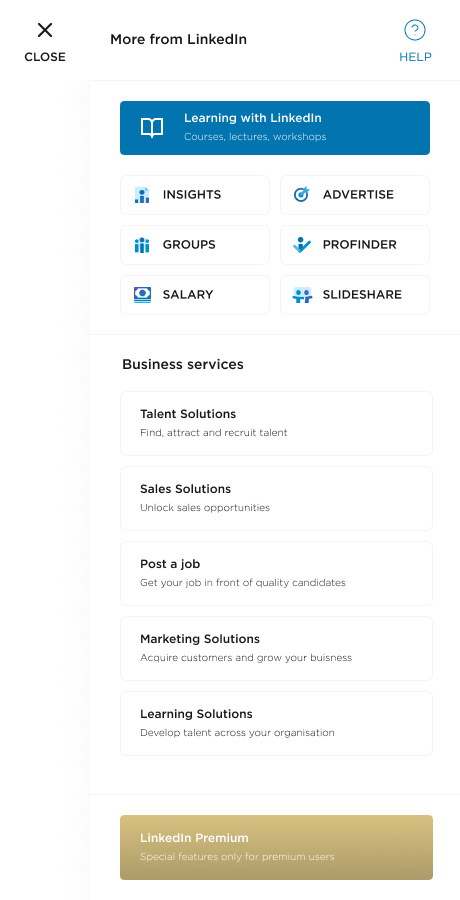 CLOSE
More from LinkedIn
HELP
Learning with LinkedIn
Courses, lectures, workshops
INSIGHTS
ADVERTISE
GROUPS
PROFINDER
SALARY
SLIDESHARE
Business services
Talent Solutions
Find, attract and recruit talent
Sales Solutions
Unlock sales opportunities
Post a job
Get your job in front of quality candidates
Marketing Solutions
Acquire customers and grow your buisness
Learning Solutions
Develop talent across your organisation
LinkedIn Premium
Special features only for premium users